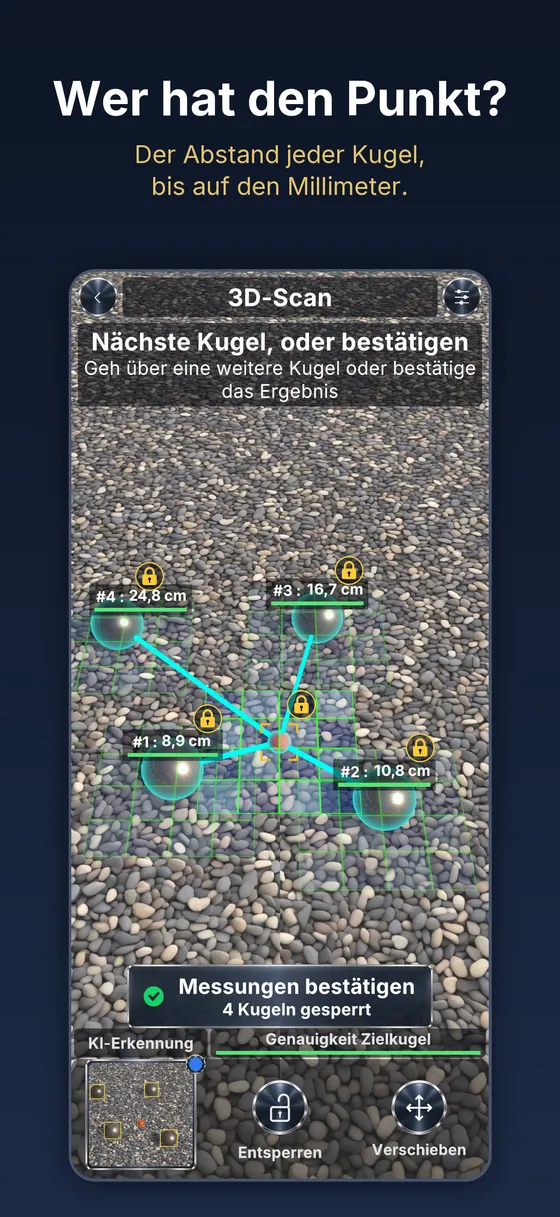 Wer hat den Punkt?
Der Abstand jeder Kugel,
bis auf den Millimeter.
3D-Scan
Nächste Kugel, oder bestätigen
Geh über eine weitere Kugel oder bestätige
das Ergebnis
#4 : 24,8 cm
#3 : 16,7 cm
#1 : 8,9 cm
#2 : 10,8 cm
Messungen bestätigen
4 Kugeln gesperrt
KI-Erkennung
Genauigkeit Zielkugel
Entsperren
Verschieben